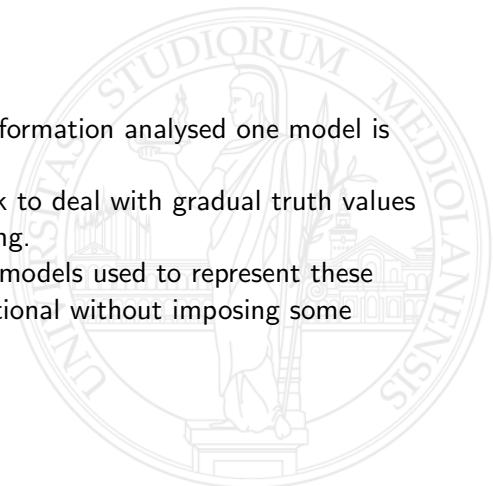 STUDIORUM
UNIVERSITAS
MEDIOLANENSIS
formation analysed one model is
k to deal with gradual truth values
ng.
models used to represent these
tional without imposing some